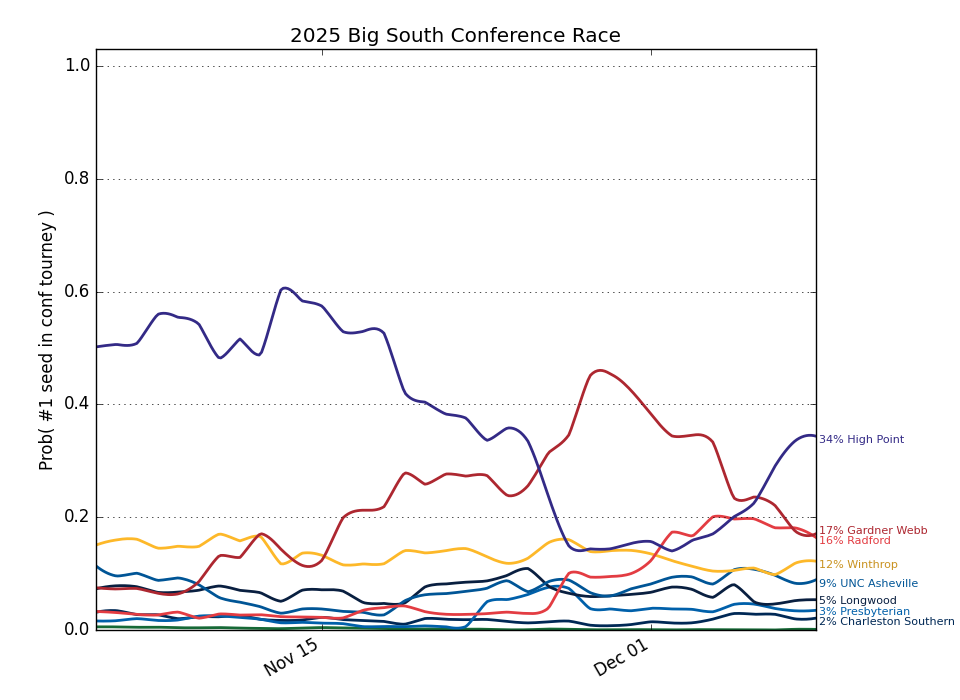 2025 Big South Conference Race
Prob( #1 seed in conf tourney )
1.0
0.8
0.6
0.4
0.2
0.0
Nov 15
Dec 01
34% High Point
17% Gardner Webb
16% Radford
12% Winthrop
9% UNC Asheville
5% Longwood
3% Presbyterian
2% Charleston Southern